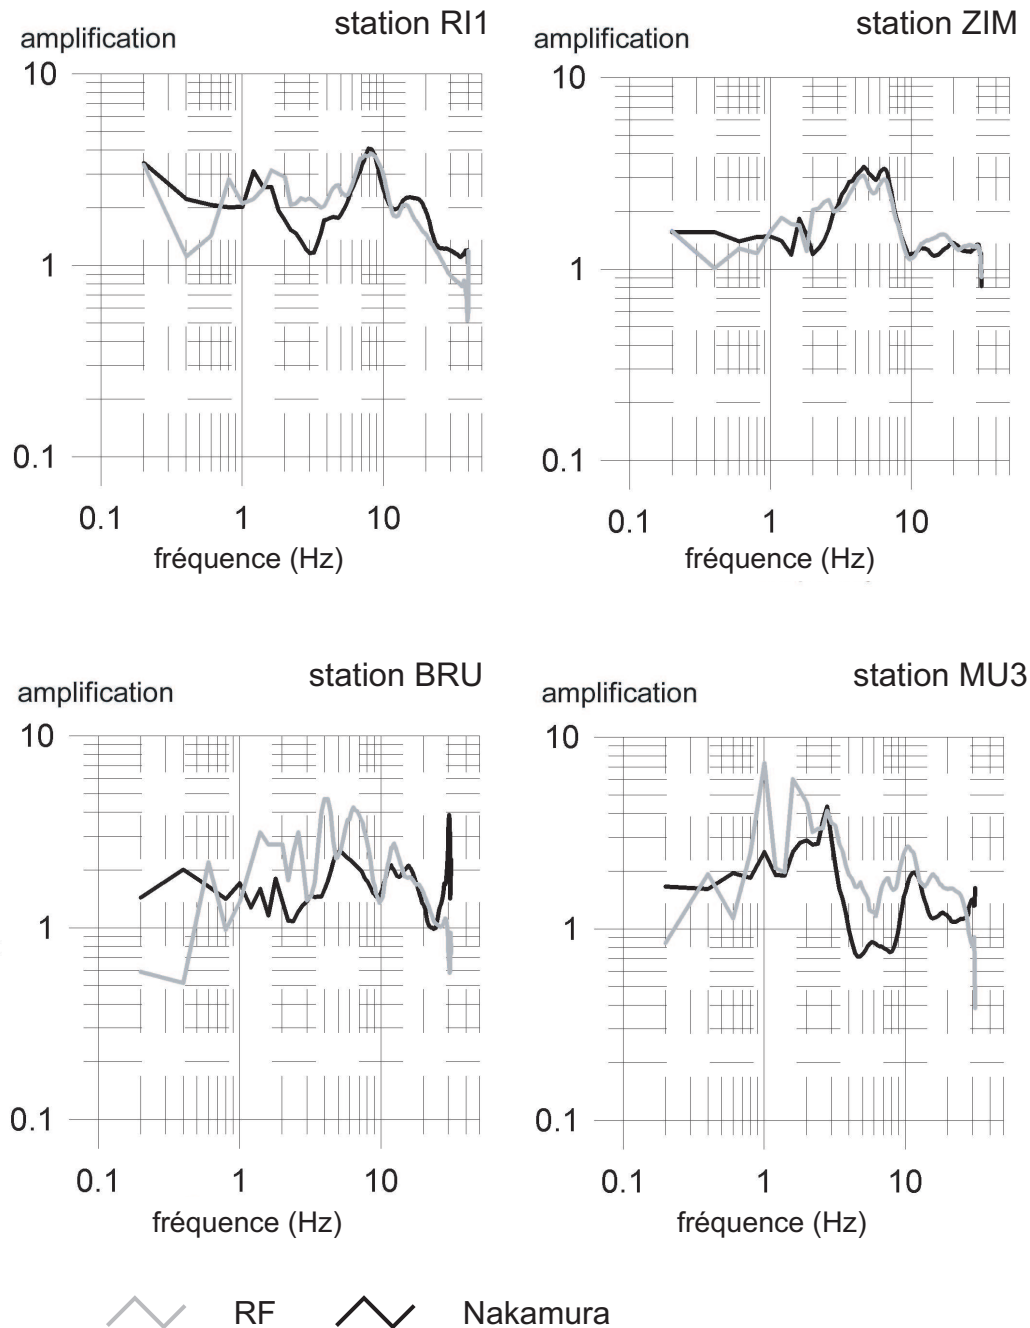 station RI1
amplification
10
1
0.1
0.1 1 10
fréquence (Hz)
station ZIM
amplification
10
1
0.1
0.1 1 10
fréquence (Hz)
station BRU
amplification
10
1
0.1
0.1 1 10
fréquence (Hz)
station MU3
amplification
10
1
0.1
0.1 1 10
fréquence (Hz)
RF Nakamura